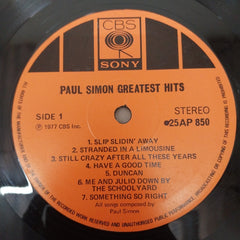 CBS
SONY
PAUL SIMON GREATEST HITS
SIDE 1
STEREO
Ⓟ 1977 CBS Inc.
25AP 850
1. SLIP SLIDIN' AWAY
2. STRANDED IN A LIMOUSINE
3. STILL CRAZY AFTER ALL THESE YEARS
4. HAVE A GOOD TIME
5. DUNCAN
6. ME AND JULIO DOWN BY
THE SCHOOLYARD
7. SOMETHING SO RIGHT
All songs composed by
Paul Simon